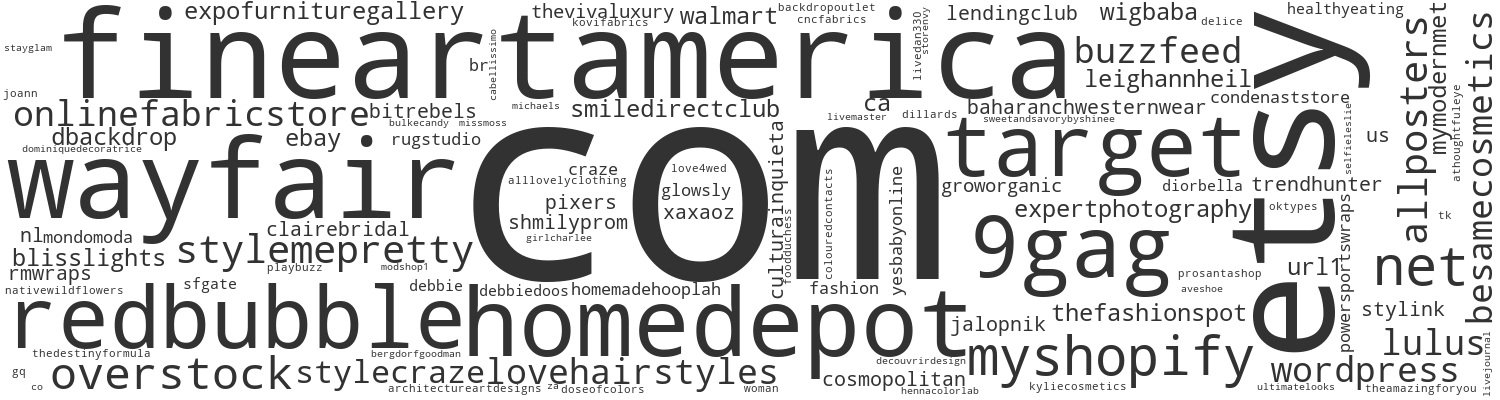 fineartamerica
expofurnituregallery
thevivaluxury
kovifabrics
walmart
backdropoutlet
cncfabrics
livedan330
storenvy
lendingclub
wigbaba
delice
healthyeating
stayglam
br
cabellissimo
buzzfeed
leighannheil
etsy
allposters
mymodernmet
besamecosmetics
joann
onlinefabricstore
bitrebels
michaels
smiledirectclub
ca
baharanchwesternwear
condenaststore
athoughtfuleye
dbackdrop
ebay
bulkecandy
missmoss
rugstudio
livemaster
dillards
sweetandsavorybyshinee
selfieleslie
us
dominiquedecoratrice
wayfair
com
target
craze
love4wed
alllovelyclothing
glowsly
pixers
xaxaoz
shmilyprom
girlcharlee
culturainquieta
foodduchess
colouredcontacts
yesbabyonline
groworganic
diorbella
trendhunter
expertphotography
oktypes
tk
nl
mondomoda
clairebridal
stylemepretty
blisslights
playbuzz
modshop1
9gag
prosantashop
url1
net
powersportswraps
rmwraps
nativewildflowers
sfgate
debbie
debbiedoos
homemadehooplah
fashion
aveshoe
redbubble
homedepot
thefashionspot
stylink
jalopnik
thedestinyformula
bergdorfgoodman
decouvrirdesign
myshopify
lulus
livejournal
gq
co
overstock
stylecraze
lovehairstyles
architectureartdesigns
za
doseofcolors
woman
cosmopolitan
hennacolorlab
kyliecosmetics
wordpress
ultimatelooks
theamazingforyou